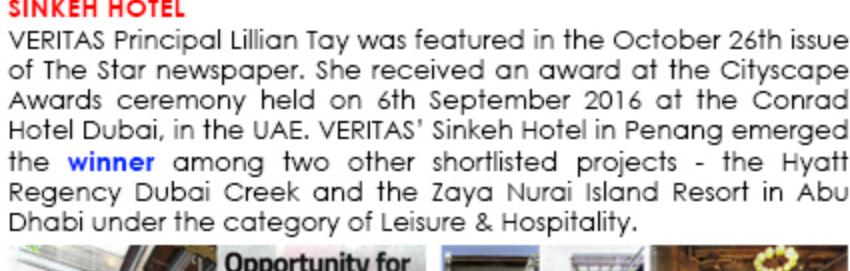 SINKEH HOTEL
VERITAS Principal Lillian Tay was featured in the October 26th issue
of The Star newspaper. She received an award at the Cityscape
Awards ceremony held on 6th September 2016 at the Conrad
Hotel Dubai, in the UAE. VERITAS' Sinkeh Hotel in Penang emerged
the winner among two other shortlisted projects - the Hyatt
Regency Dubai Creek and the Zaya Nurai Island Resort in Abu
Dhabi under the category of Leisure & Hospitality.
Opportunity for